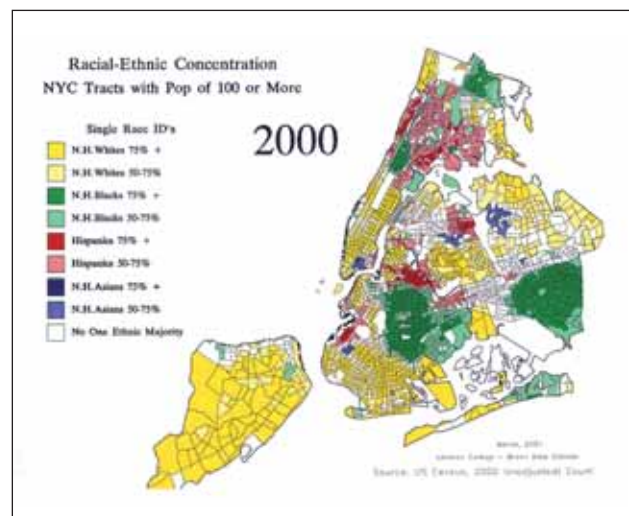 Racial-Ethnic Concentration
NYC Tracts with Pop of 100 or More
2000
Single Race ID's
N.H. Whites 75% +
N.H. Whites 50-75%
N.H. Blacks 75% +
N.H. Blacks 50-75%
Hispanics 75% +
Hispanics 50-75%
N.H. Asians 75% +
N.H. Asians 50-75%
No One Ethnic Majority
Source: US Census, 2000 Unadjusted Count